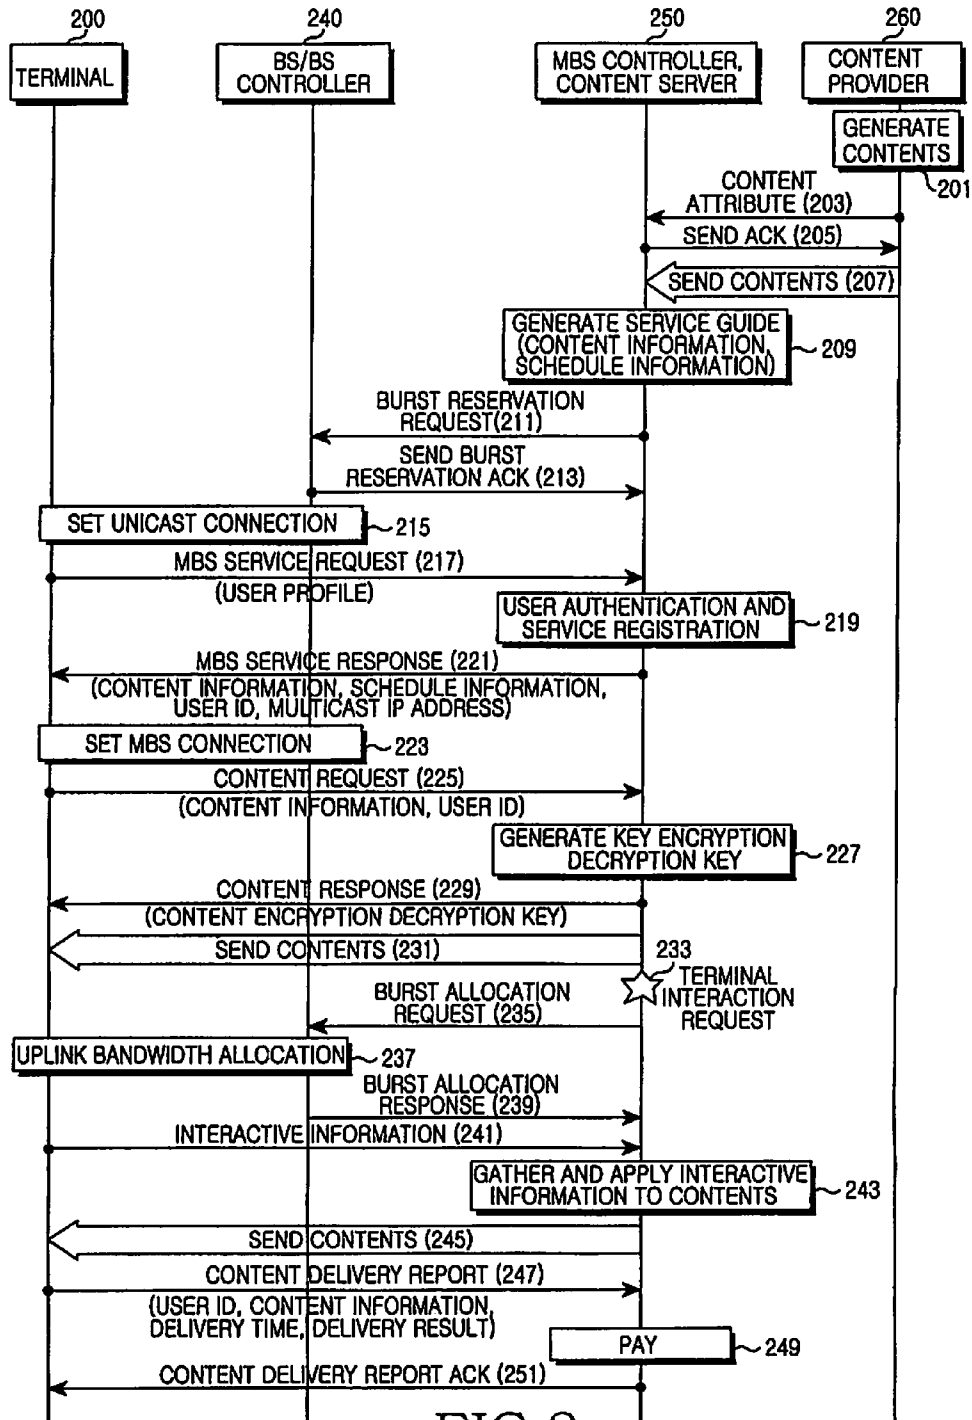 200
240
250
260
TERMINAL
BS/BS
CONTROLLER
MBS CONTROLLER,
CONTENT SERVER
CONTENT
PROVIDER
GENERATE
CONTENTS
201
CONTENT
ATTRIBUTE (203)
SEND ACK (205)
SEND CONTENTS (207)
GENERATE SERVICE GUIDE
(CONTENT INFORMATION,
SCHEDULE INFORMATION)
209
BURST RESERVATION
REQUEST(211)
SEND BURST
RESERVATION ACK (213)
SET UNICAST CONNECTION
215
MBS SERVICE REQUEST (217)
(USER PROFILE)
USER AUTHENTICATION AND
SERVICE REGISTRATION
219
MBS SERVICE RESPONSE (221)
(CONTENT INFORMATION, SCHEDULE INFORMATION,
USER ID, MULTICAST IP ADDRESS)
SET MBS CONNECTION
223
CONTENT REQUEST (225)
(CONTENT INFORMATION, USER ID)
GENERATE KEY ENCRYPTION
DECRYPTION KEY
227
CONTENT RESPONSE (229)
(CONTENT ENCRYPTION DECRYPTION KEY)
SEND CONTENTS (231)
233
TERMINAL
INTERACTION
REQUEST
BURST ALLOCATION
REQUEST (235)
UPLINK BANDWIDTH ALLOCATION
237
BURST ALLOCATION
RESPONSE (239)
INTERACTIVE INFORMATION (241)
GATHER AND APPLY INTERACTIVE
INFORMATION TO CONTENTS
243
SEND CONTENTS (245)
CONTENT DELIVERY REPORT (247)
(USER ID, CONTENT INFORMATION,
DELIVERY TIME, DELIVERY RESULT)
PAY
249
CONTENT DELIVERY REPORT ACK (251)